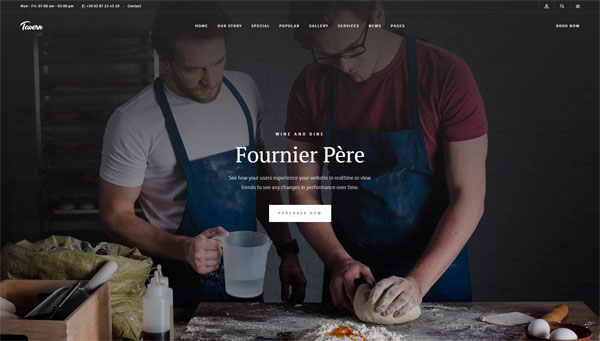 Mon - Fri: 07:00 am - 05:00 pm +39 02 87 21 43 19 Contact
Tavern HOME OUR STORY SPECIAL POPULAR GALLERY SERVICES NEWS PAGES BOOK NOW
WINE AND DINE
Fournier Père
See how your users experience your website in realtime or view
trends to see any changes in performance over time.
PURCHASE NOW